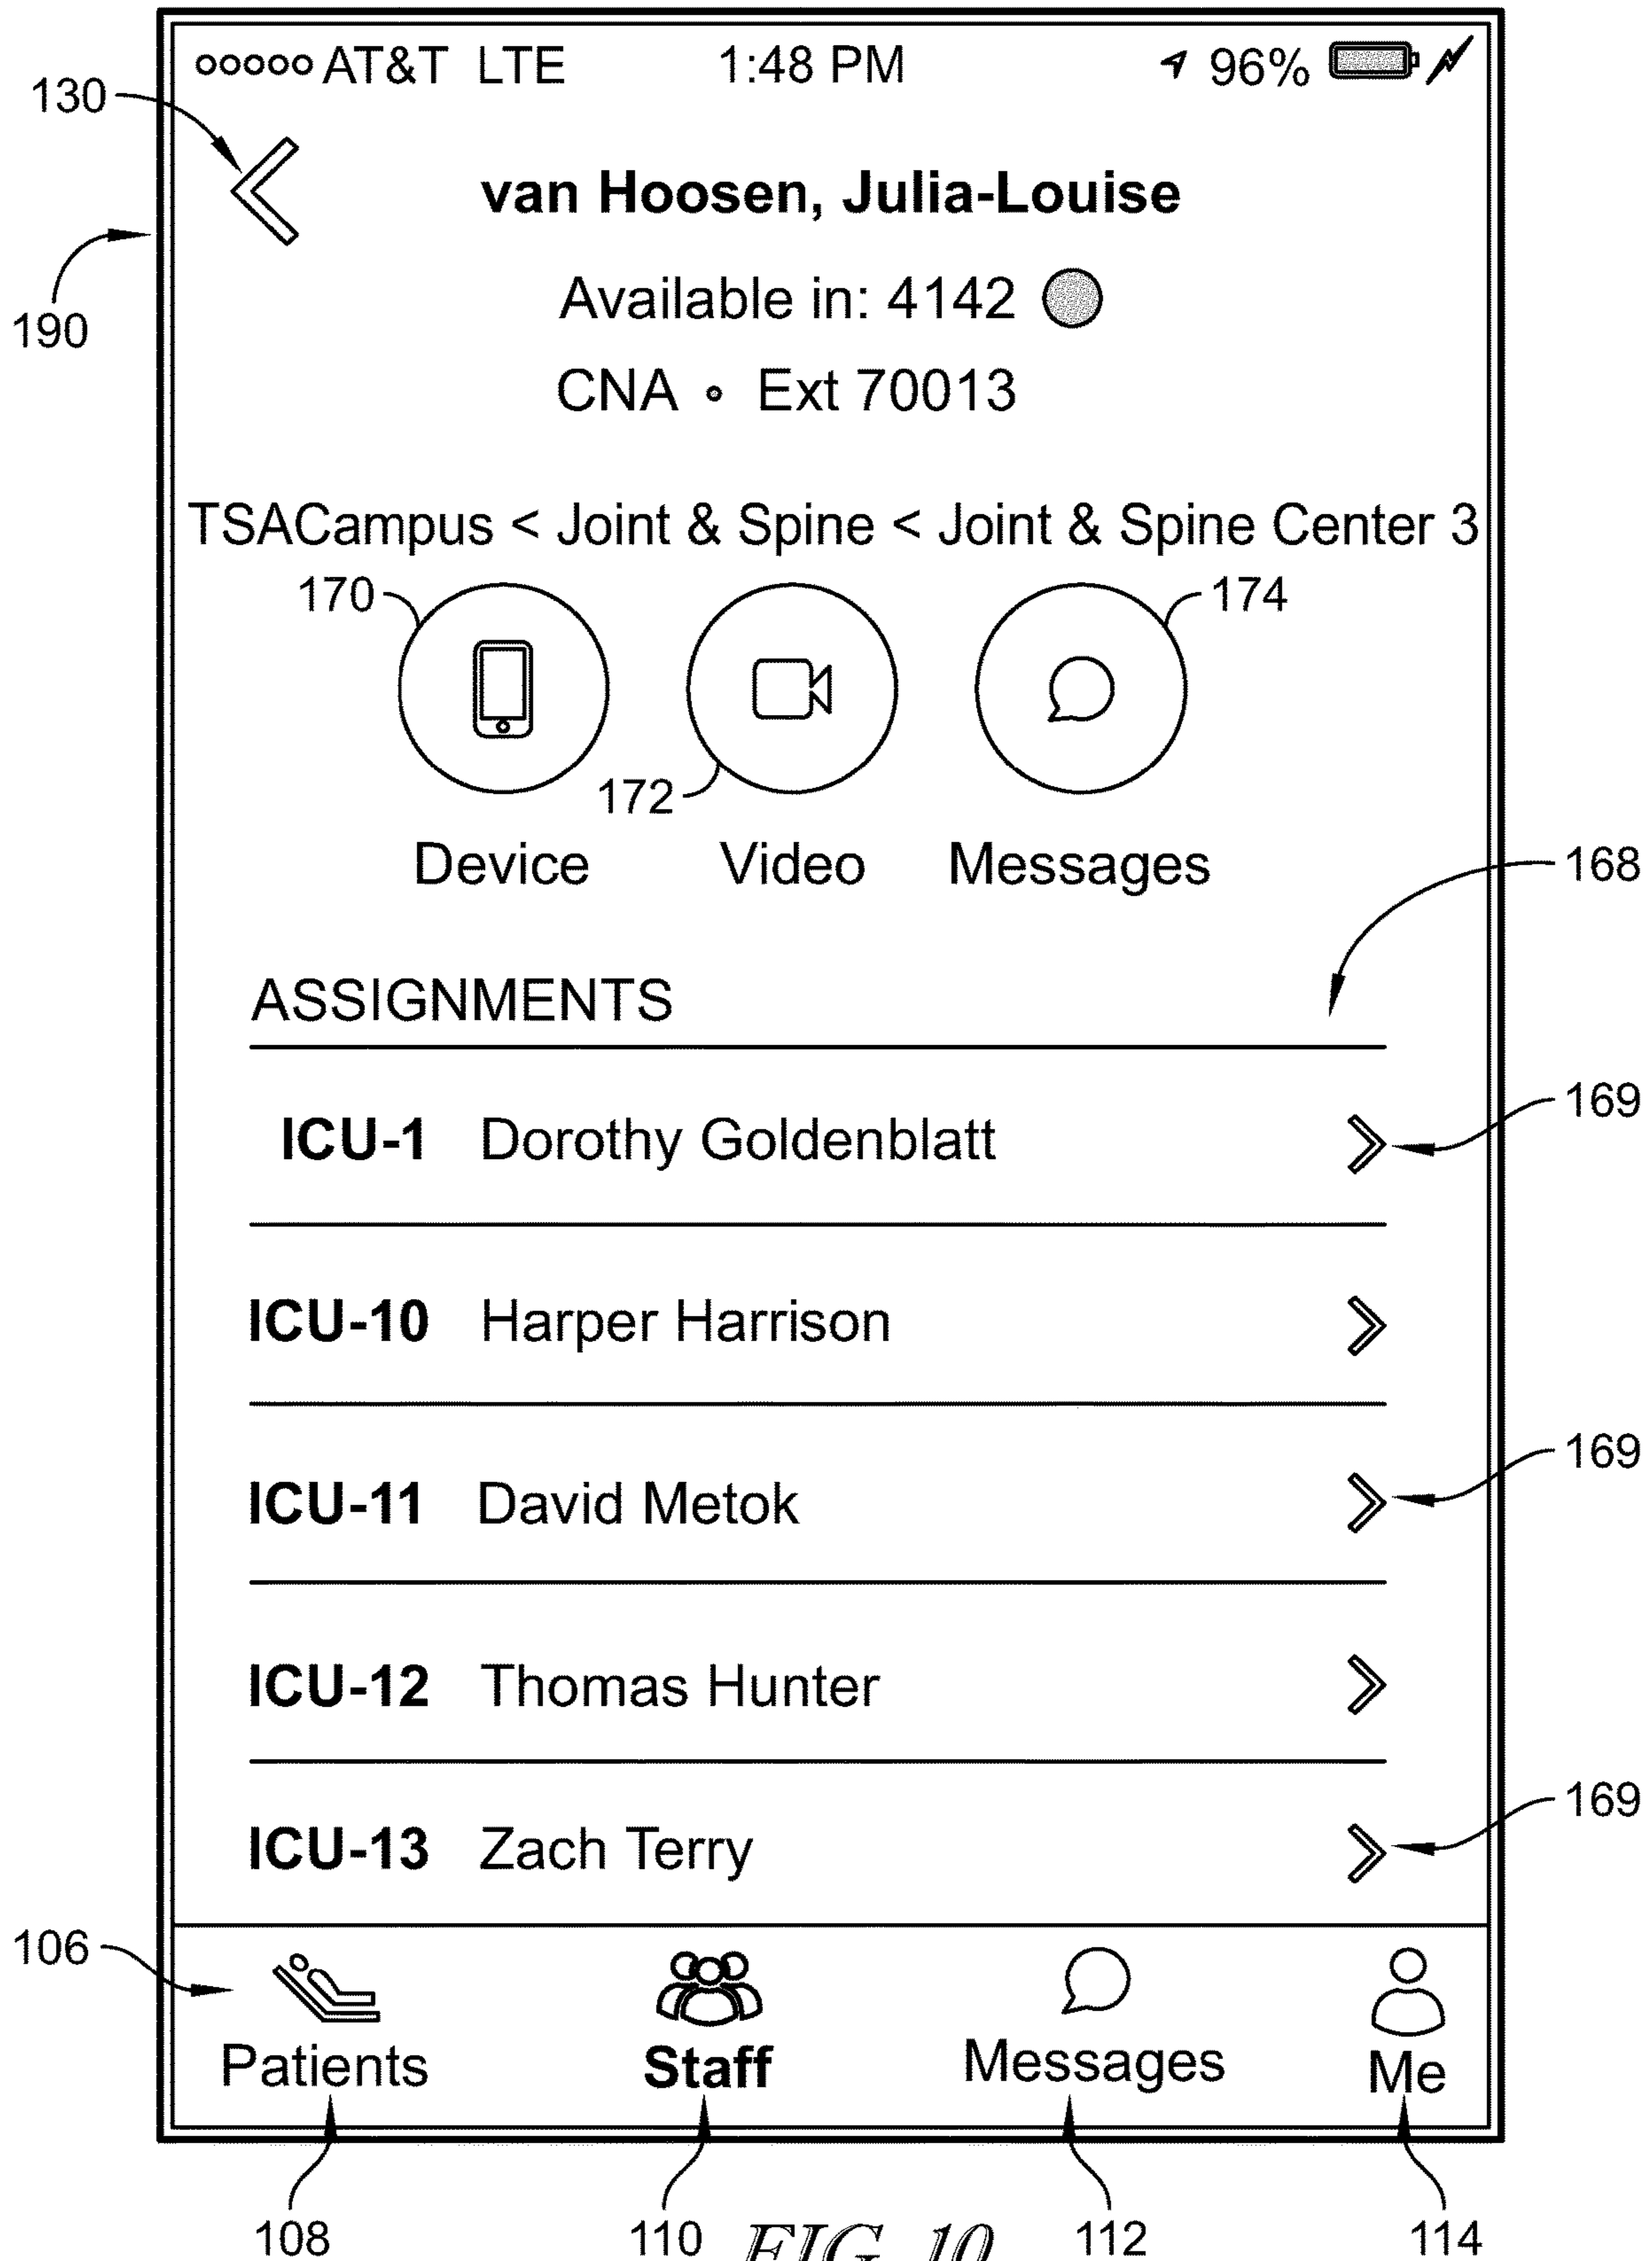 ooooo AT&T LTE 1:48 PM 96%
130
van Hoosen, Julia-Louise
190
Available in: 4142
CNA • Ext 70013
TSACampus < Joint & Spine < Joint & Spine Center 3
170
174
172
Device Video Messages
168
ASSIGNMENTS
169
ICU-1 Dorothy Goldenblatt
ICU-10 Harper Harrison
169
ICU-11 David Metok
ICU-12 Thomas Hunter
169
ICU-13 Zach Terry
106
Patients Staff Messages Me
108 110 FIG. 10 112 114